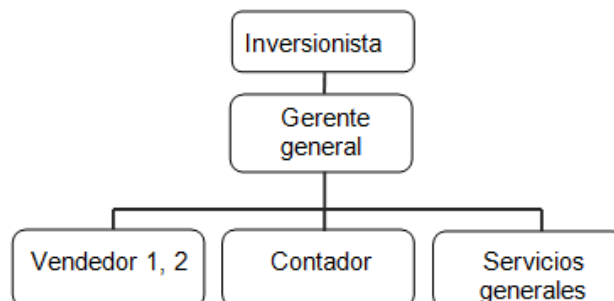 Inversionista
Gerente
general
Vendedor 1, 2
Contador
Servicios
generales